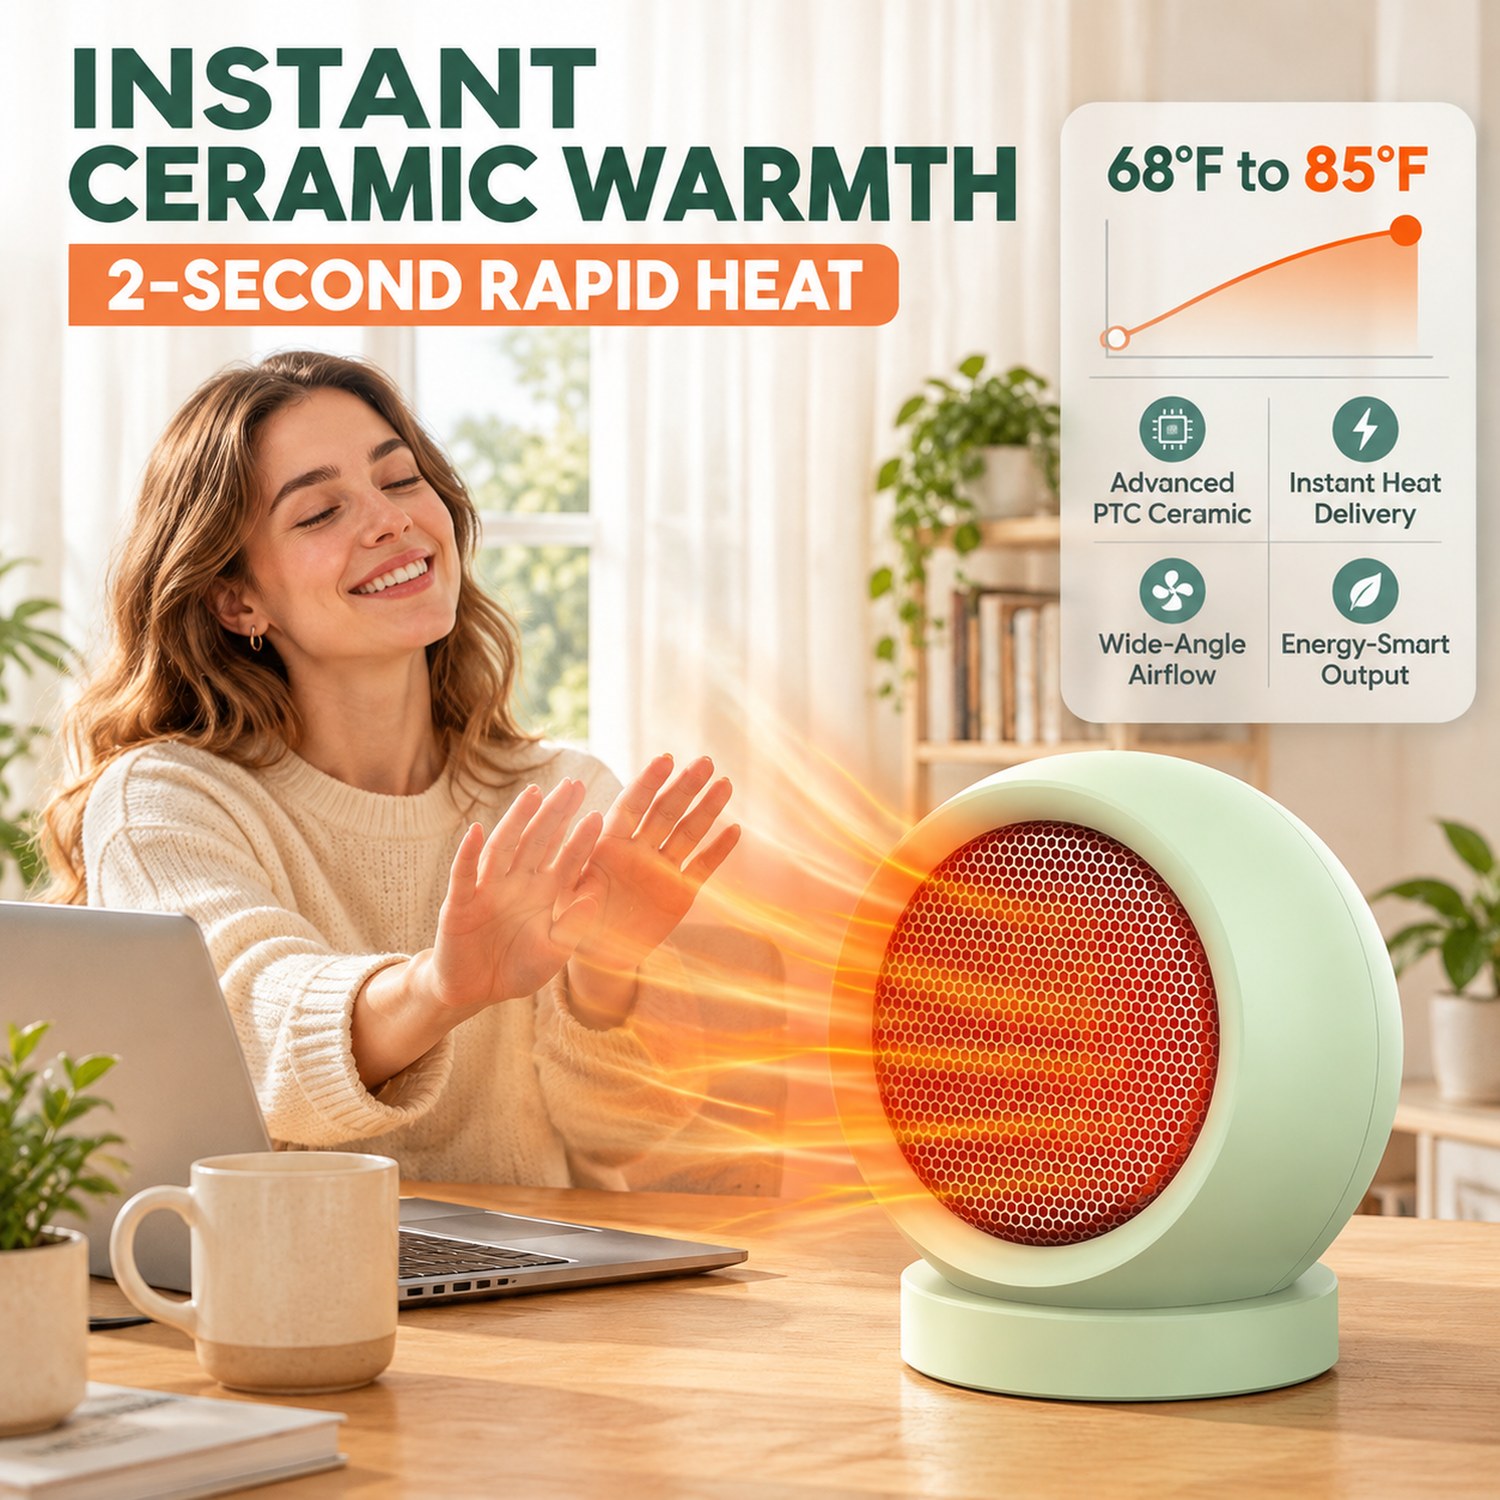 INSTANT
CERAMIC WARMTH
2-SECOND RAPID HEAT
68°F to 85°F
Advanced
PTC Ceramic
Instant Heat
Delivery
Wide-Angle
Airflow
Energy-Smart
Output